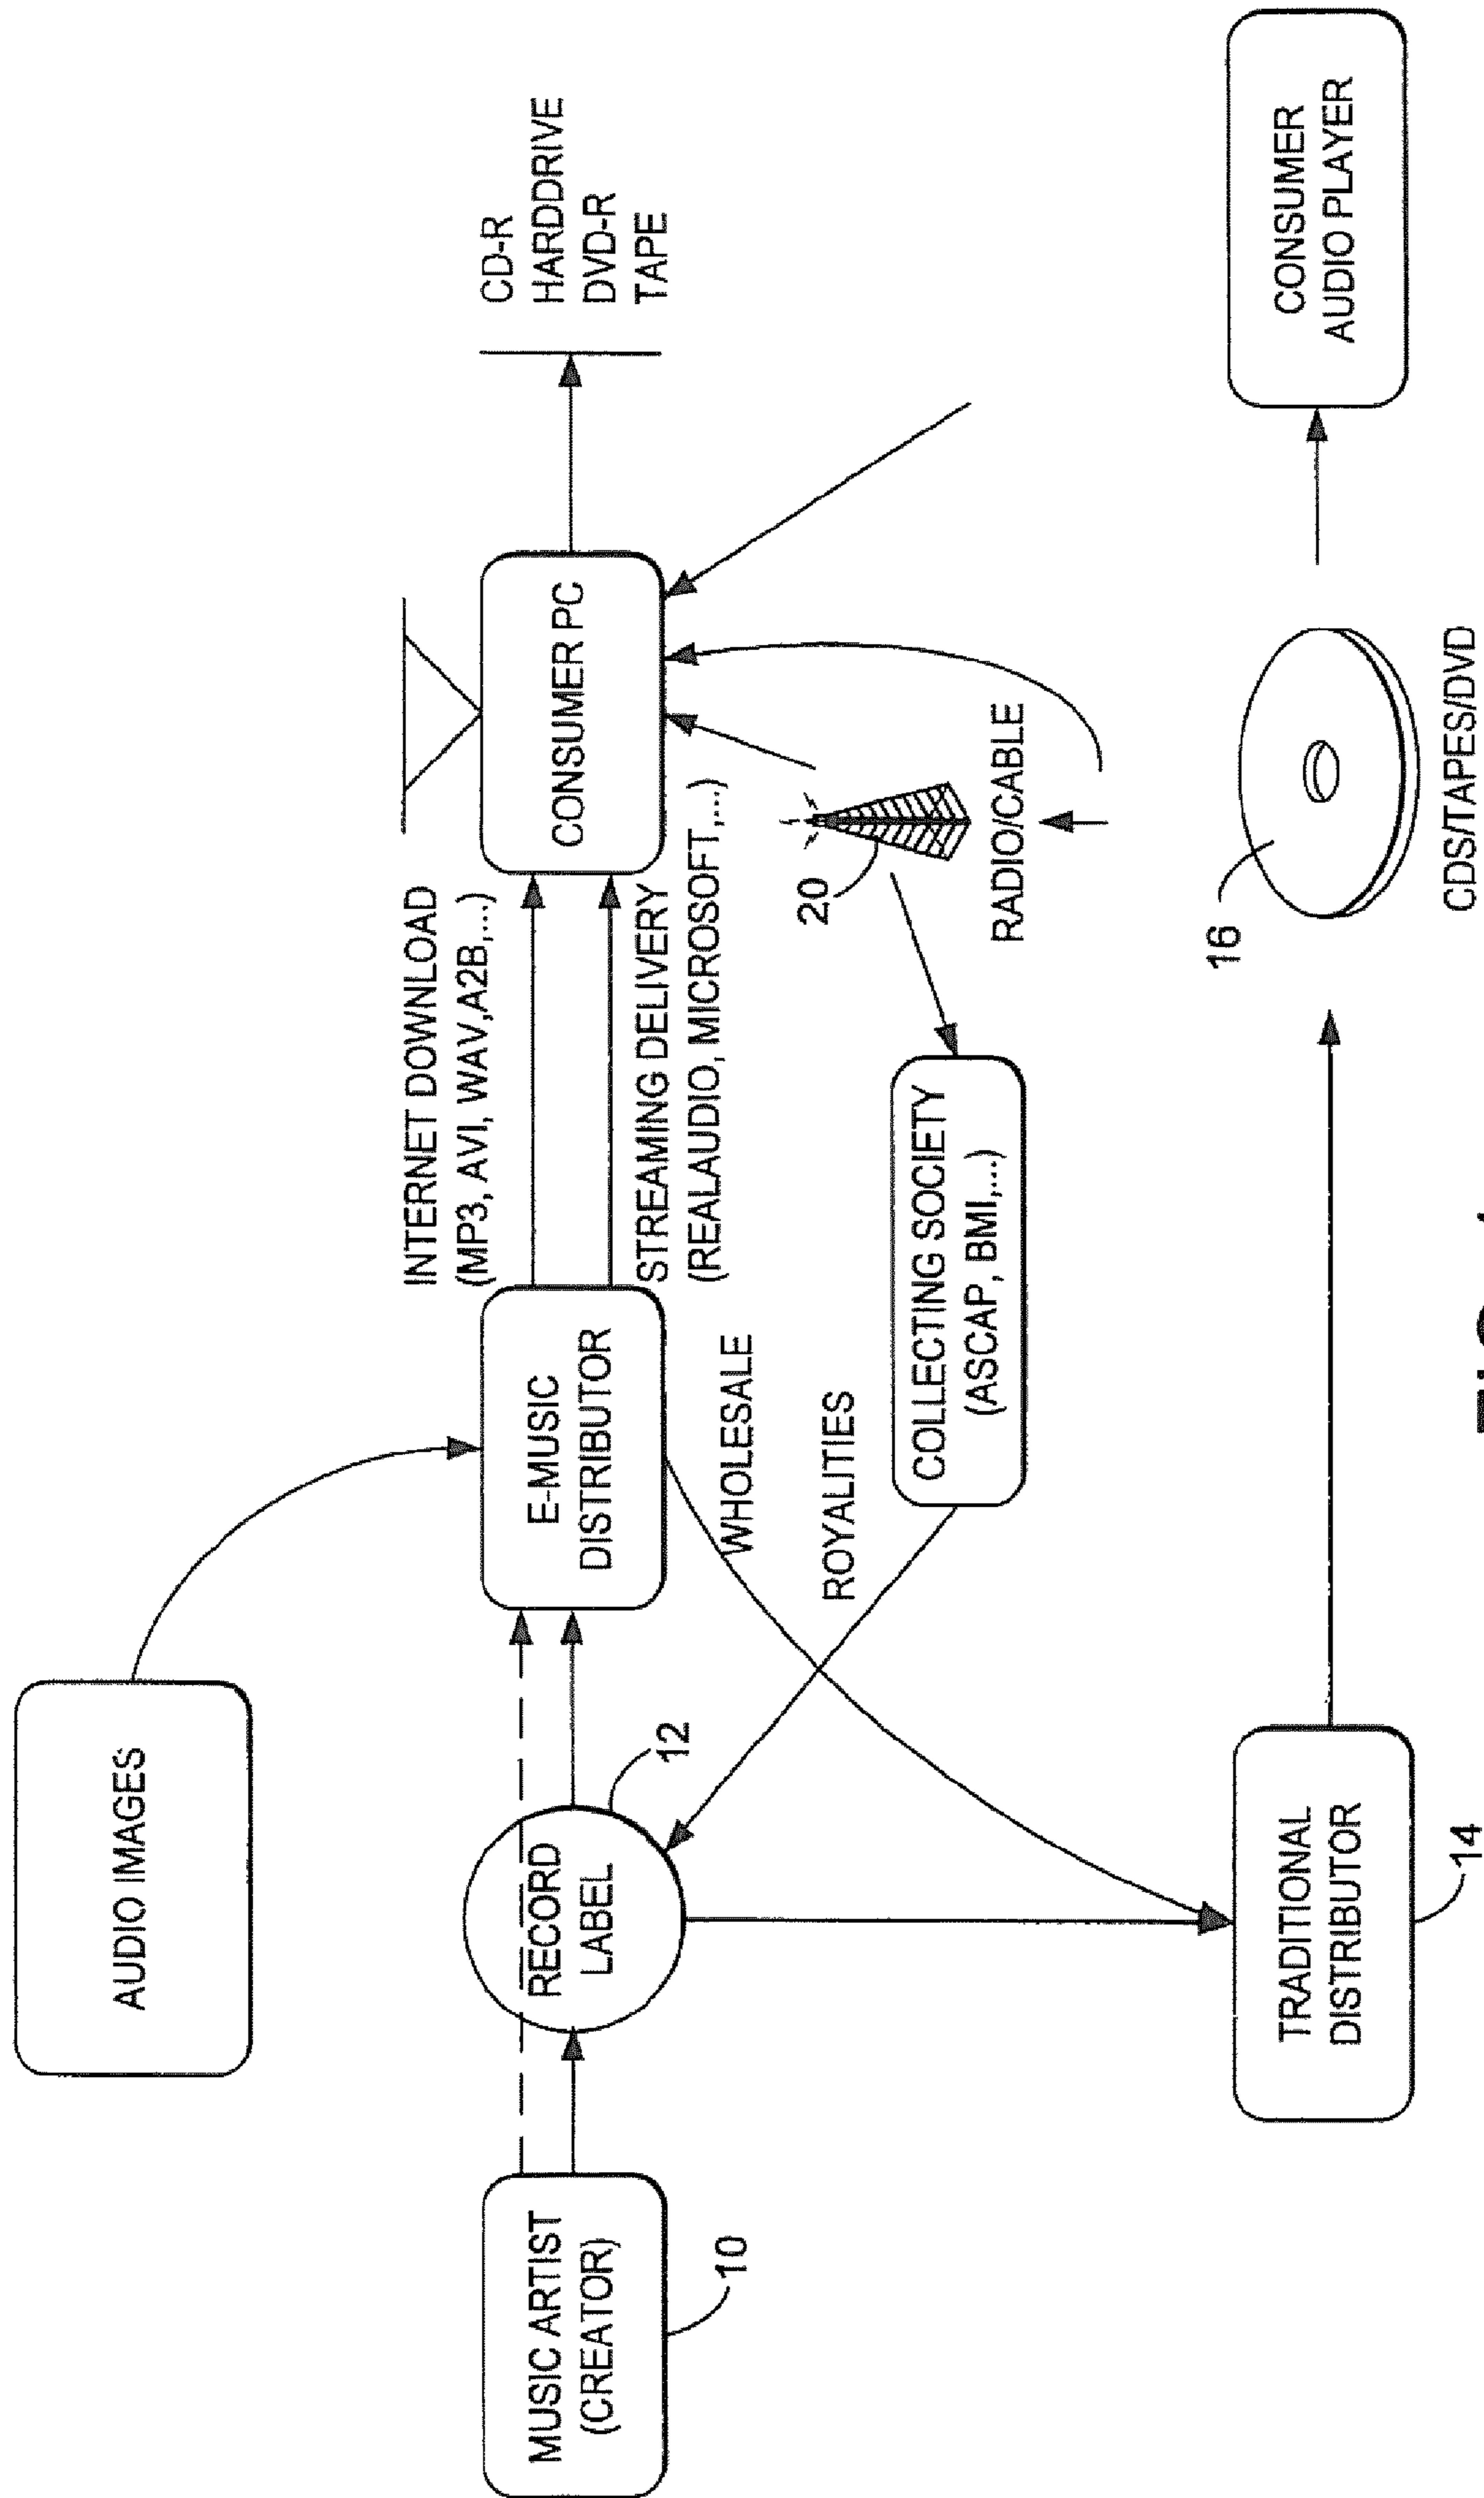 AUDIO IMAGES
MUSIC ARTIST
(CREATOR)
10
RECORD
LABEL
12
E-MUSIC
DISTRIBUTOR
INTERNET DOWNLOAD
(MP3, AVI, WAV,A2B,...)
STREAMING DELIVERY
(REALAUDIO, MICROSOFT,...)
CONSUMER PC
CD-R
HARDDRIVE
DVD-R
TAPE
WHOLESALE
ROYALITIES
COLLECTING SOCIETY
(ASCAP, BMI,...)
20
RADIO/CABLE
TRADITIONAL
DISTRIBUTOR
14
16
CDS/TAPES/DVD
CONSUMER
AUDIO PLAYER